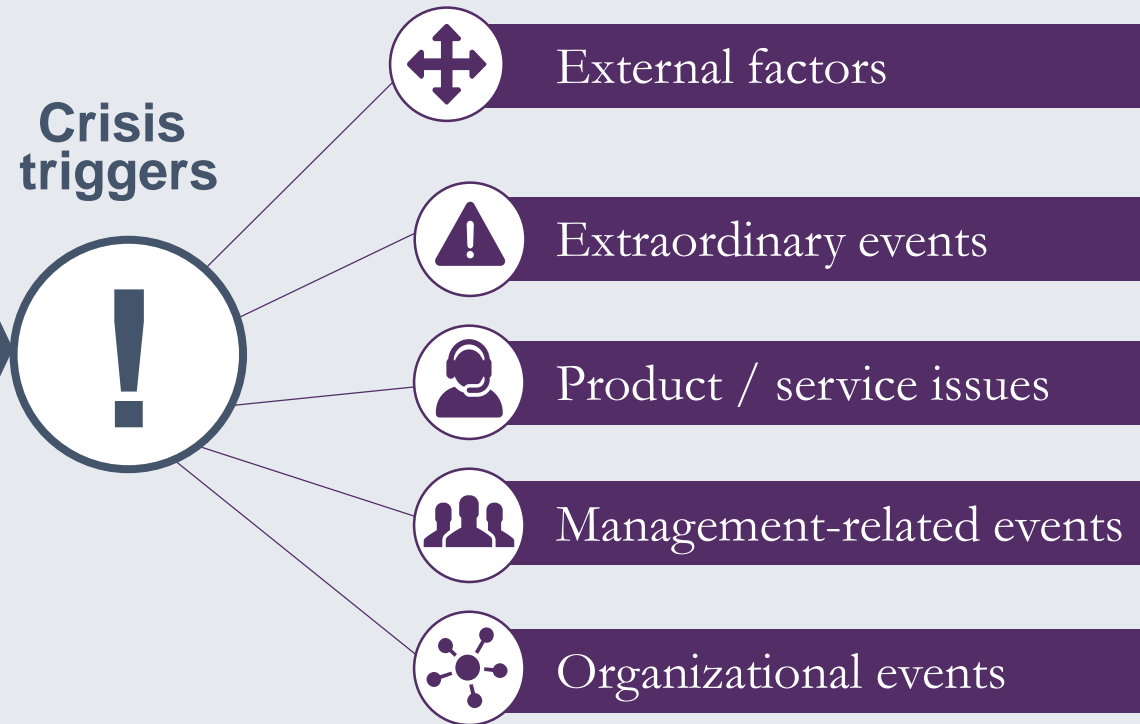 Crisis
triggers
!
External factors
Extraordinary events
Product / service issues
Management-related events
Organizational events